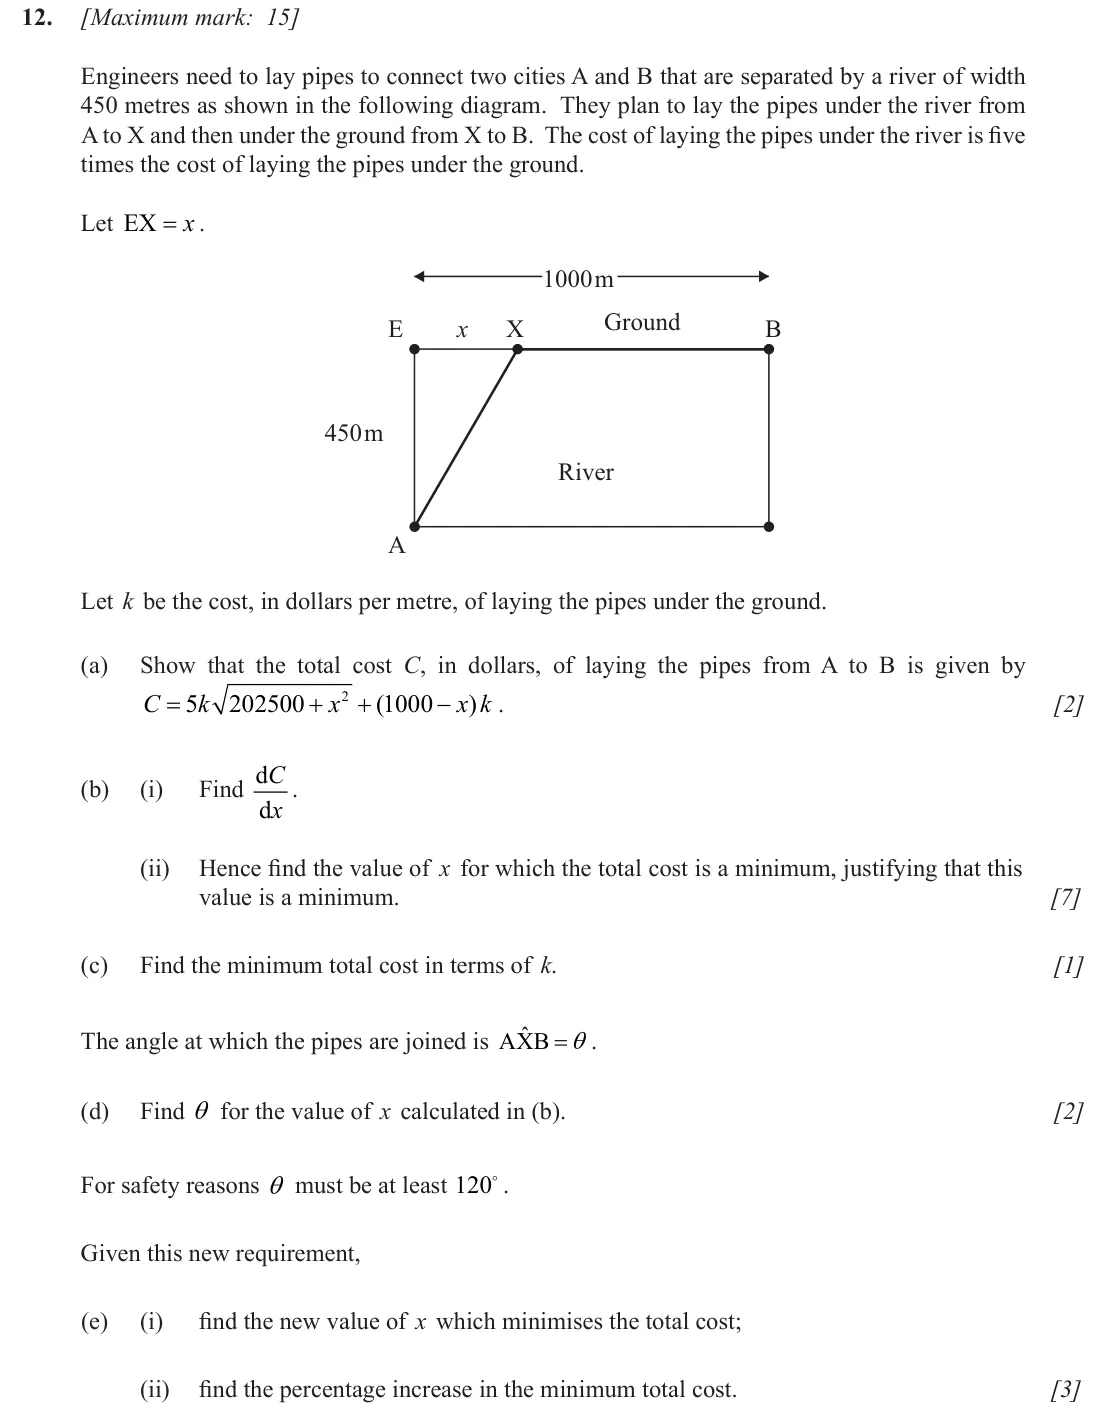 12. [Maximum mark: 15]
Engineers need to lay pipes to connect two cities A and B that are separated by a river of width
450 metres as shown in the following diagram. They plan to lay the pipes under the river from
A to X and then under the ground from X to B. The cost of laying the pipes under the river is five
times the cost of laying the pipes under the ground.
Let EX = x.
1000 m
E x X Ground B
450 m
River
A
Let k be the cost, in dollars per metre, of laying the pipes under the ground.
(a) Show that the total cost C, in dollars, of laying the pipes from A to B is given by
C = 5k√(202500 + x²) + (1000 − x)k. [2]
(b) (i) Find dC/dx.
(ii) Hence find the value of x for which the total cost is a minimum, justifying that this
value is a minimum. [7]
(c) Find the minimum total cost in terms of k. [1]
The angle at which the pipes are joined is AX̂B = θ.
(d) Find θ for the value of x calculated in (b). [2]
For safety reasons θ must be at least 120°.
Given this new requirement,
(e) (i) find the new value of x which minimises the total cost;
(ii) find the percentage increase in the minimum total cost. [3]